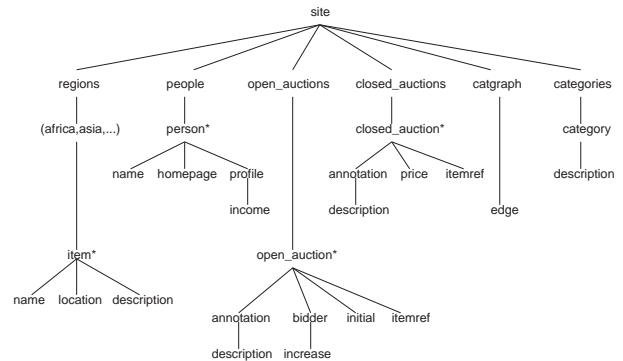 site
regions people open_auctions closed_auctions catgraph categories
(africa,asia,...) person* closed_auction* category
name homepage profile annotation price itemref description
income description edge
item* open_auction*
name location description
annotation bidder initial itemref
description increase